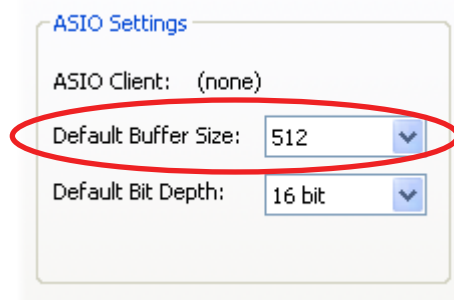 ASIO Settings
ASIO Client: (none)
Default Buffer Size: 512
Default Bit Depth: 16 bit